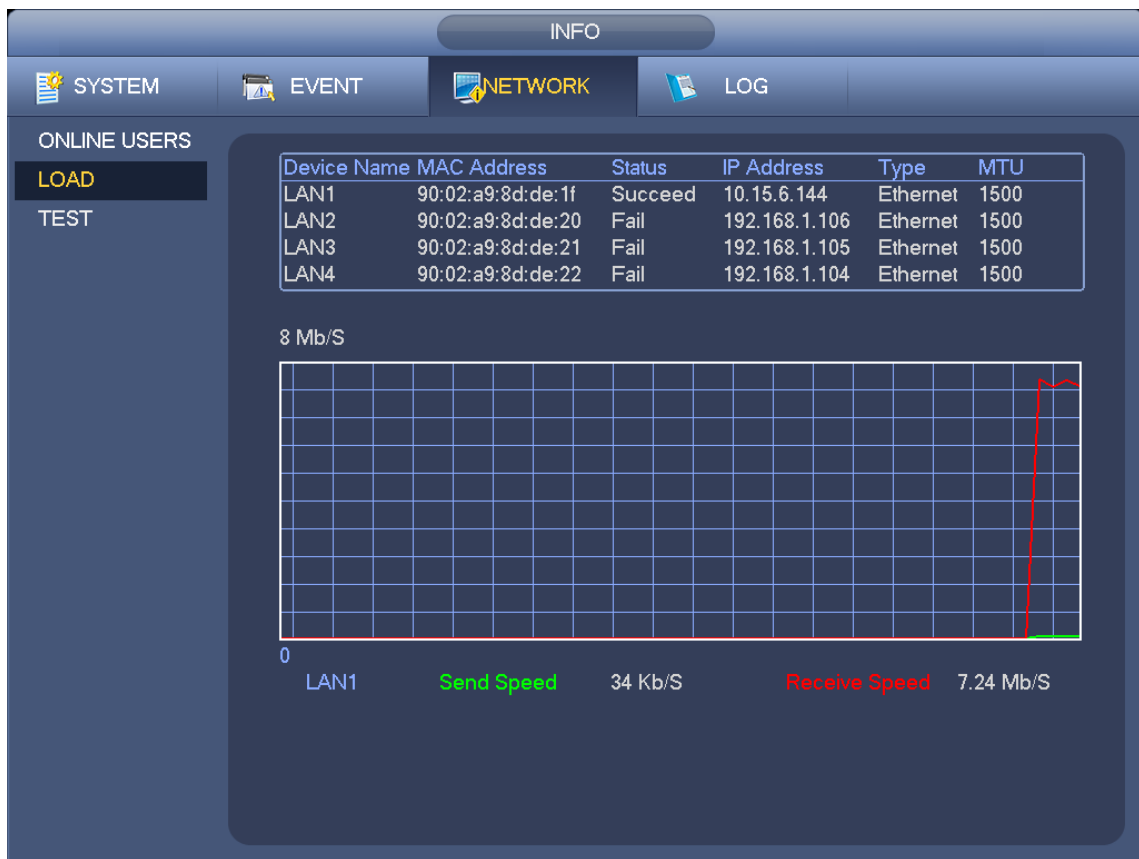 INFO
SYSTEM EVENT NETWORK LOG
ONLINE USERS
LOAD
TEST
Device Name MAC Address Status IP Address Type MTU
LAN1 90:02:a9:8d:de:1f Succeed 10.15.6.144 Ethernet 1500
LAN2 90:02:a9:8d:de:20 Fail 192.168.1.106 Ethernet 1500
LAN3 90:02:a9:8d:de:21 Fail 192.168.1.105 Ethernet 1500
LAN4 90:02:a9:8d:de:22 Fail 192.168.1.104 Ethernet 1500
8 Mb/S
0
LAN1 Send Speed 34 Kb/S Receive Speed 7.24 Mb/S